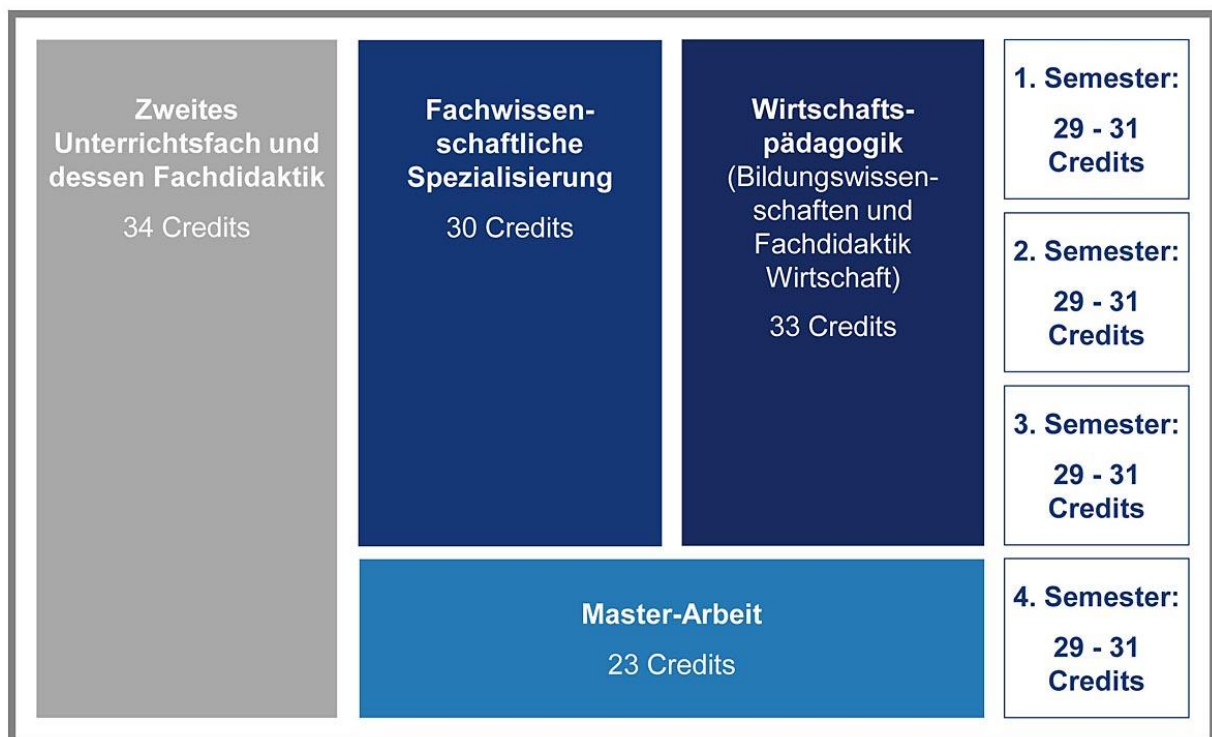 Zweites
Unterrichtsfach und
dessen Fachdidaktik
34 Credits
Fachwissen-
schaftliche
Spezialisierung
30 Credits
Wirtschafts-
pädagogik
(Bildungswissen-
schaften und
Fachdidaktik
Wirtschaft)
33 Credits
Master-Arbeit
23 Credits
1. Semester:
29 - 31
Credits
2. Semester:
29 - 31
Credits
3. Semester:
29 - 31
Credits
4. Semester:
29 - 31
Credits